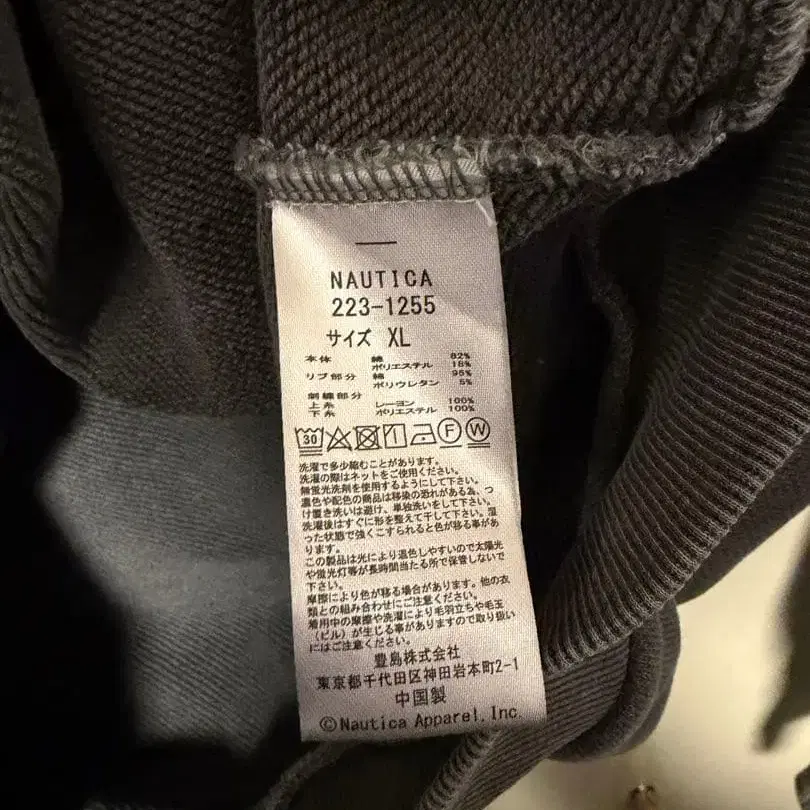 NAUTICA
223-1255
サイズ XL
本体 綿 82%
ポリエステル 18%
リブ部分 綿 95%
ポリウレタン 5%
刺繍部分
上糸 レーヨン 100%
下糸 ポリエステル 100%
30 F W
洗濯で多少縮むことがあります。
洗濯の際はネットをご使用ください。
無蛍光洗剤を使用するようにして下さい。
濃色や配色の商品は移染の恐れがある為、つ
け置き洗いは避け、単独洗いをして下さい。
洗濯後はすぐに形を整えて干して下さい。湿
った状態で強くこすられると色が移る事があ
ります。
この製品は光により退色しやすいので太陽光
や蛍光灯等が長時間当たる所で保管しないで
下さい。
摩擦により色が移る場合があります。他の衣
類との組み合わせにご注意ください。
着用中の摩擦や洗濯により毛羽立ちや毛玉
（ピル）が生じる事がありますので取り扱い
にはご注意ください。
豊島株式会社
東京都千代田区神田岩本町2-1
中国製
©Nautica Apparel, Inc.